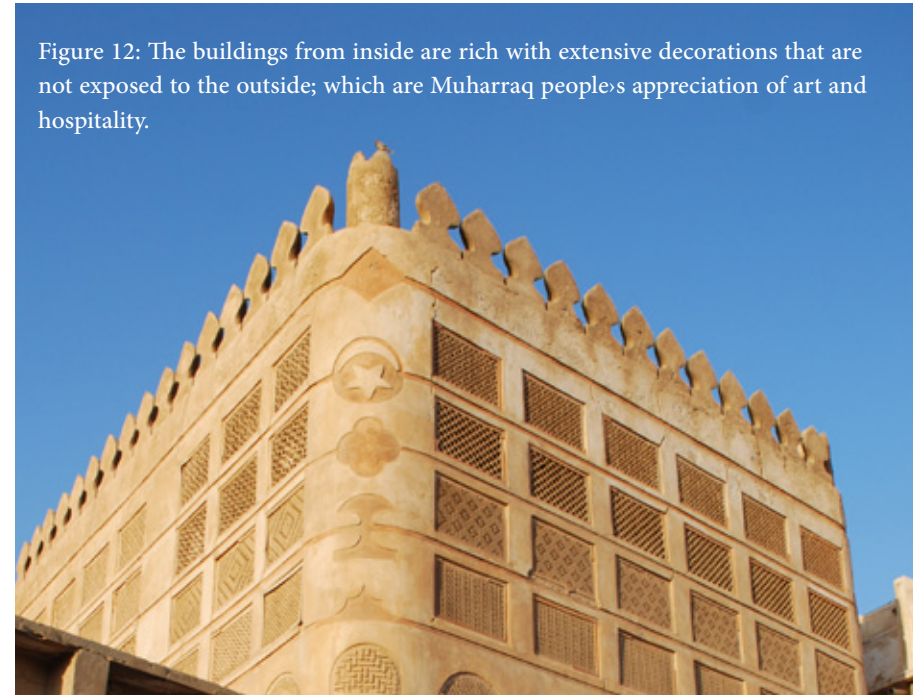 Figure 12: The buildings from inside are rich with extensive decorations that are
not exposed to the outside; which are Muharraq people›s appreciation of art and
hospitality.